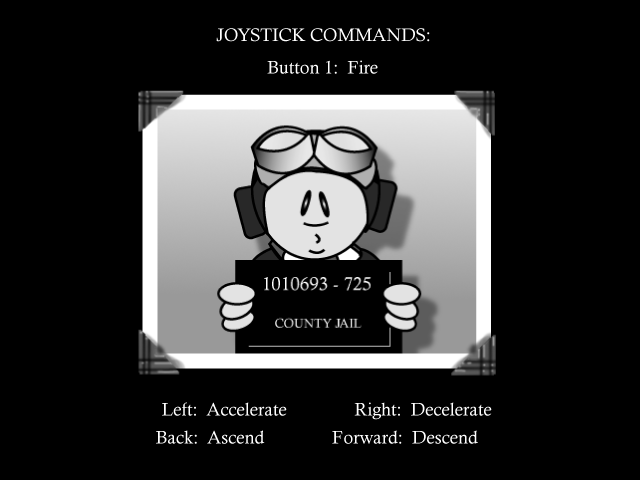 JOYSTICK COMMANDS:
Button 1:  Fire
1010693 - 725
COUNTY JAIL
Left:  Accelerate Right:  Decelerate
Back:  Ascend Forward:  Descend